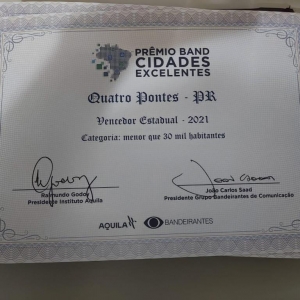 PRÊMIO BAND
CIDADES
EXCELENTES
Quatro Pontes - PR
Vencedor Estadual - 2021
Categoria: menor que 30 mil habitantes
Raimundo Godoy
Presidente Instituto Aquila
João Carlos Saad
Presidente Grupo Bandeirantes de Comunicação
AQUILA
BANDEIRANTES